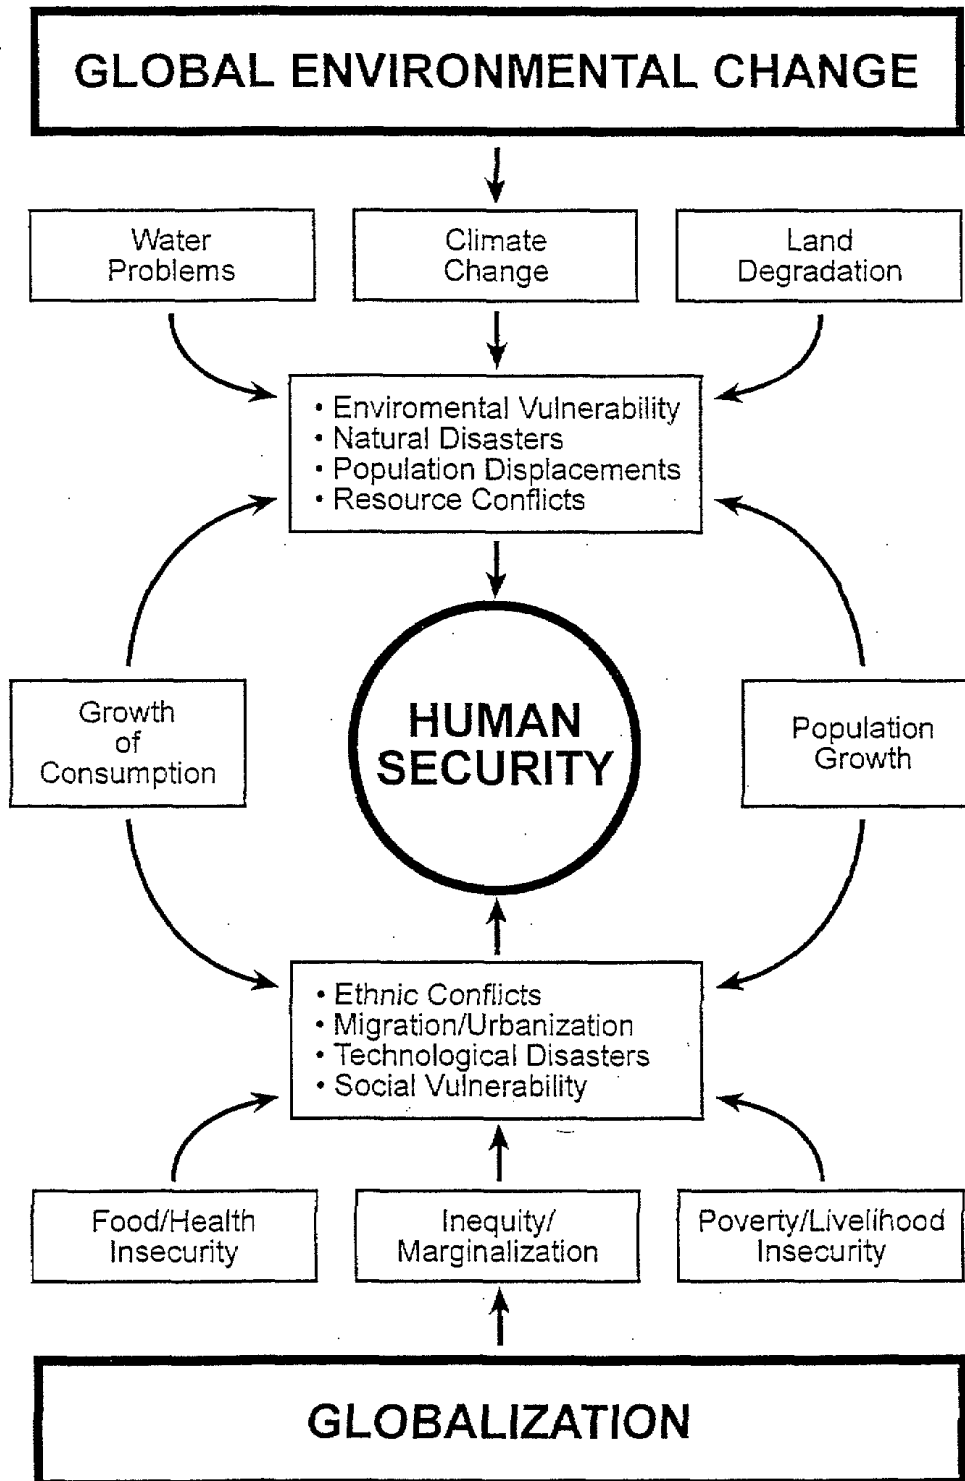 GLOBAL ENVIRONMENTAL CHANGE
Water
Problems
Climate
Change
Land
Degradation
• Enviromental Vulnerability
• Natural Disasters
• Population Displacements
• Resource Conflicts
Growth
of
Consumption
HUMAN
SECURITY
Population
Growth
• Ethnic Conflicts
• Migration/Urbanization
• Technological Disasters
• Social Vulnerability
Food/Health
Insecurity
Inequity/
Marginalization
Poverty/Livelihood
Insecurity
GLOBALIZATION